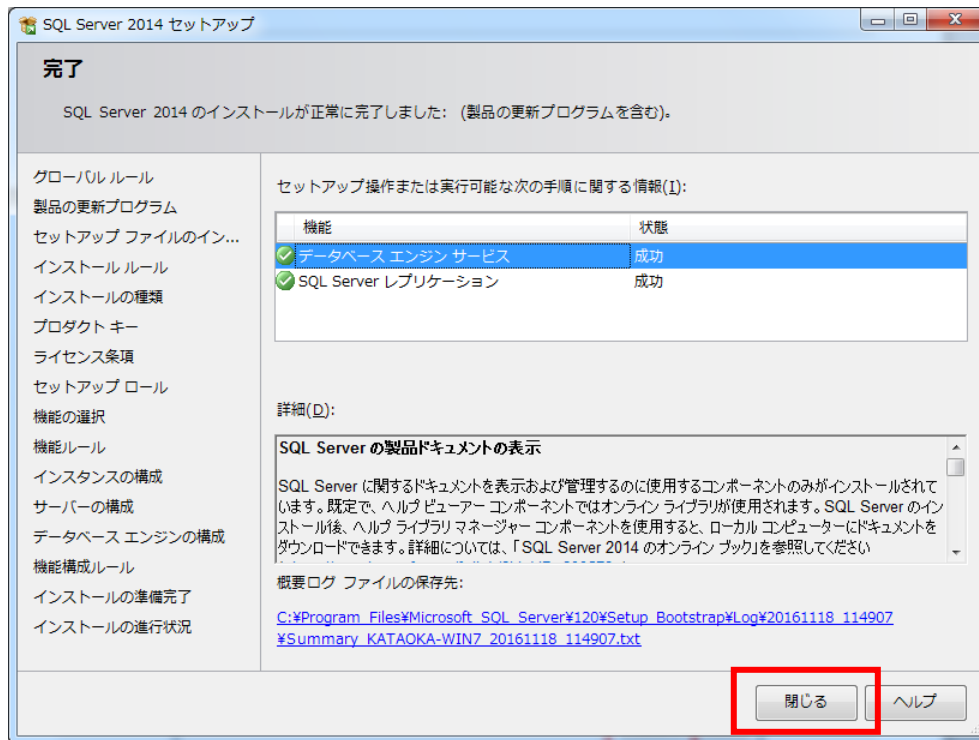 SQL Server 2014 セットアップ
完了
SQL Server 2014 のインストールが正常に完了しました: (製品の更新プログラムを含む)。
グローバル ルール
製品の更新プログラム
セットアップ ファイルのイン...
インストール ルール
インストールの種類
プロダクト キー
ライセンス条項
セットアップ ロール
機能の選択
機能ルール
インスタンスの構成
サーバーの構成
データベース エンジンの構成
機能構成ルール
インストールの準備完了
インストールの進行状況
セットアップ操作または実行可能な次の手順に関する情報(I):
機能 状態
データベース エンジン サービス 成功
SQL Server レプリケーション 成功
詳細(D):
SQL Server の製品ドキュメントの表示
SQL Server に関するドキュメントを表示および管理するのに使用するコンポーネントのみがインストールされて
います。既定で、ヘルプ ビューアー コンポーネントではオンライン ライブラリが使用されます。SQL Server のイン
ストール後、ヘルプ ライブラリ マネージャー コンポーネントを使用すると、ローカル コンピューターにドキュメントを
ダウンロードできます。詳細については、「SQL Server 2014 のオンライン ブック」を参照してください
概要ログ ファイルの保存先:
C:¥Program Files¥Microsoft SQL Server¥120¥Setup Bootstrap¥Log¥20161118_114907
¥Summary_KATAOKA-WIN7_20161118_114907.txt
閉じる ヘルプ